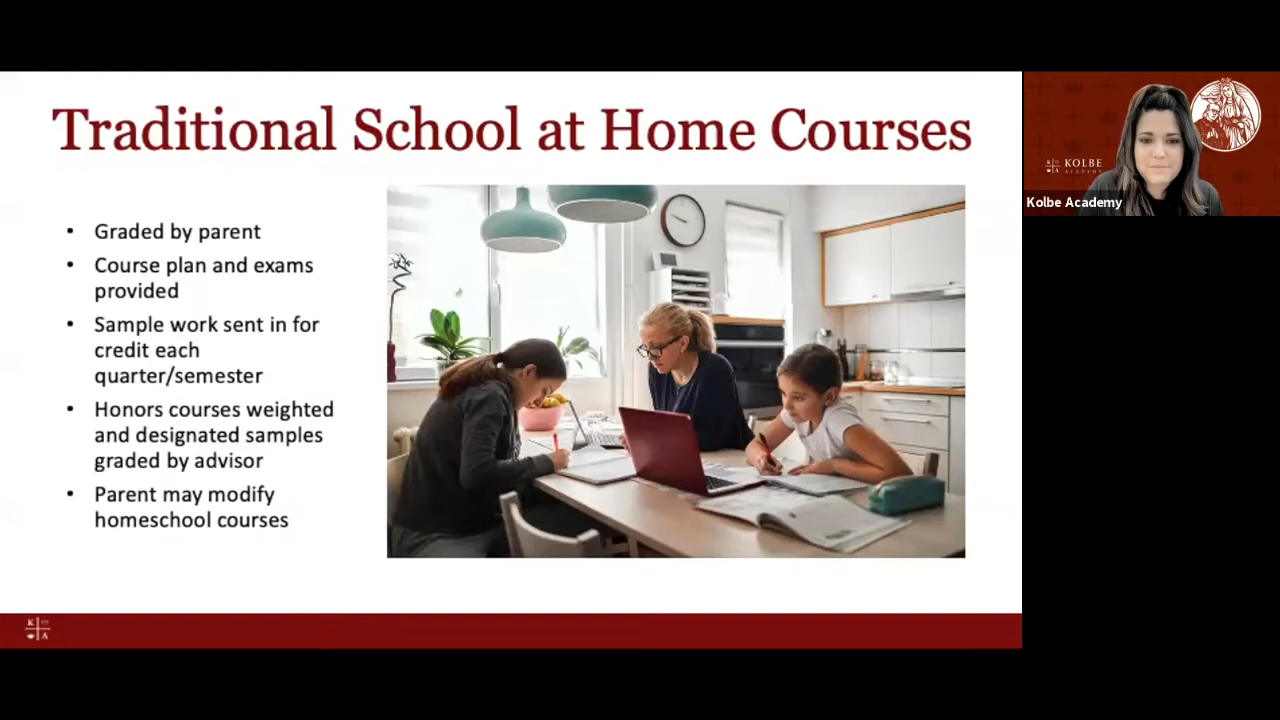 Traditional School at Home Courses
• Graded by parent
• Course plan and exams
provided
• Sample work sent in for
credit each
quarter/semester
• Honors courses weighted
and designated samples
graded by advisor
• Parent may modify
homeschool courses
K
A
KOLBE
ACADEMY
Kolbe Academy
K
A